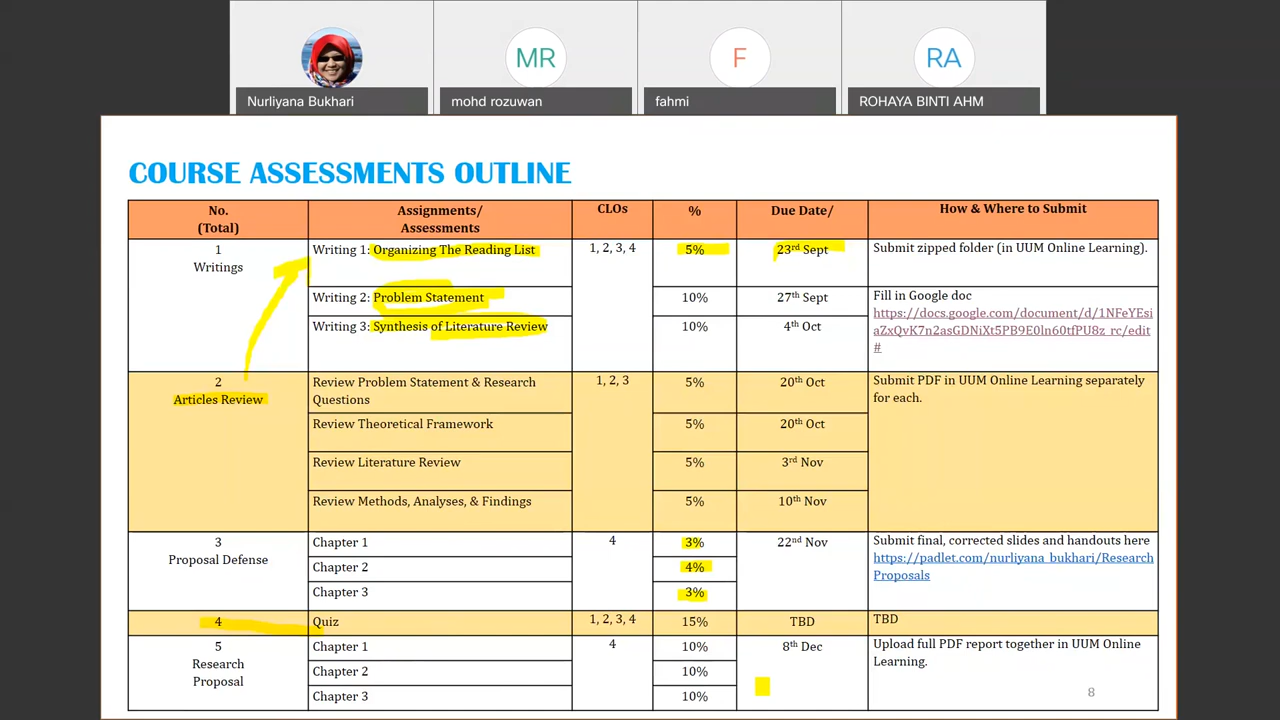 MR
F
RA
Nurliyana Bukhari
mohd rozuwan
fahmi
ROHAYA BINTI AHM
COURSE ASSESSMENTS OUTLINE
No.
(Total)
Assignments/
Assessments
CLOs
%
Due Date/
How & Where to Submit
1
Writings
Writing 1: Organizing The Reading List
1, 2, 3, 4
5%
23rd Sept
Submit zipped folder (in UUM Online Learning).
Writing 2: Problem Statement
10%
27th Sept
Fill in Google doc
https://docs.google.com/document/d/1NFeYEsi
aZxQvK7n2asGDNiXt5PB9E0ln60tfPU8z_rc/edit
#
Writing 3: Synthesis of Literature Review
10%
4th Oct
2
Articles Review
Review Problem Statement & Research
Questions
1, 2, 3
5%
20th Oct
Submit PDF in UUM Online Learning separately
for each.
Review Theoretical Framework
5%
20th Oct
Review Literature Review
5%
3rd Nov
Review Methods, Analyses, & Findings
5%
10th Nov
3
Proposal Defense
Chapter 1
4
3%
22nd Nov
Submit final, corrected slides and handouts here
https://padlet.com/nurliyana_bukhari/Research
Proposals
Chapter 2
4%
Chapter 3
3%
4
Quiz
1, 2, 3, 4
15%
TBD
TBD
5
Research
Proposal
Chapter 1
4
10%
8th Dec
Upload full PDF report together in UUM Online
Learning.
Chapter 2
10%
Chapter 3
10%
8